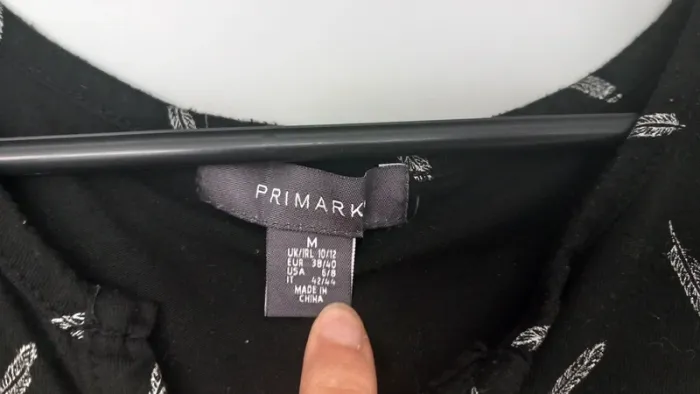 PRIMARK
M
UK/IRL 10/12
EUR 38/40
USA 6/8
IT 42/44
MADE IN
CHINA